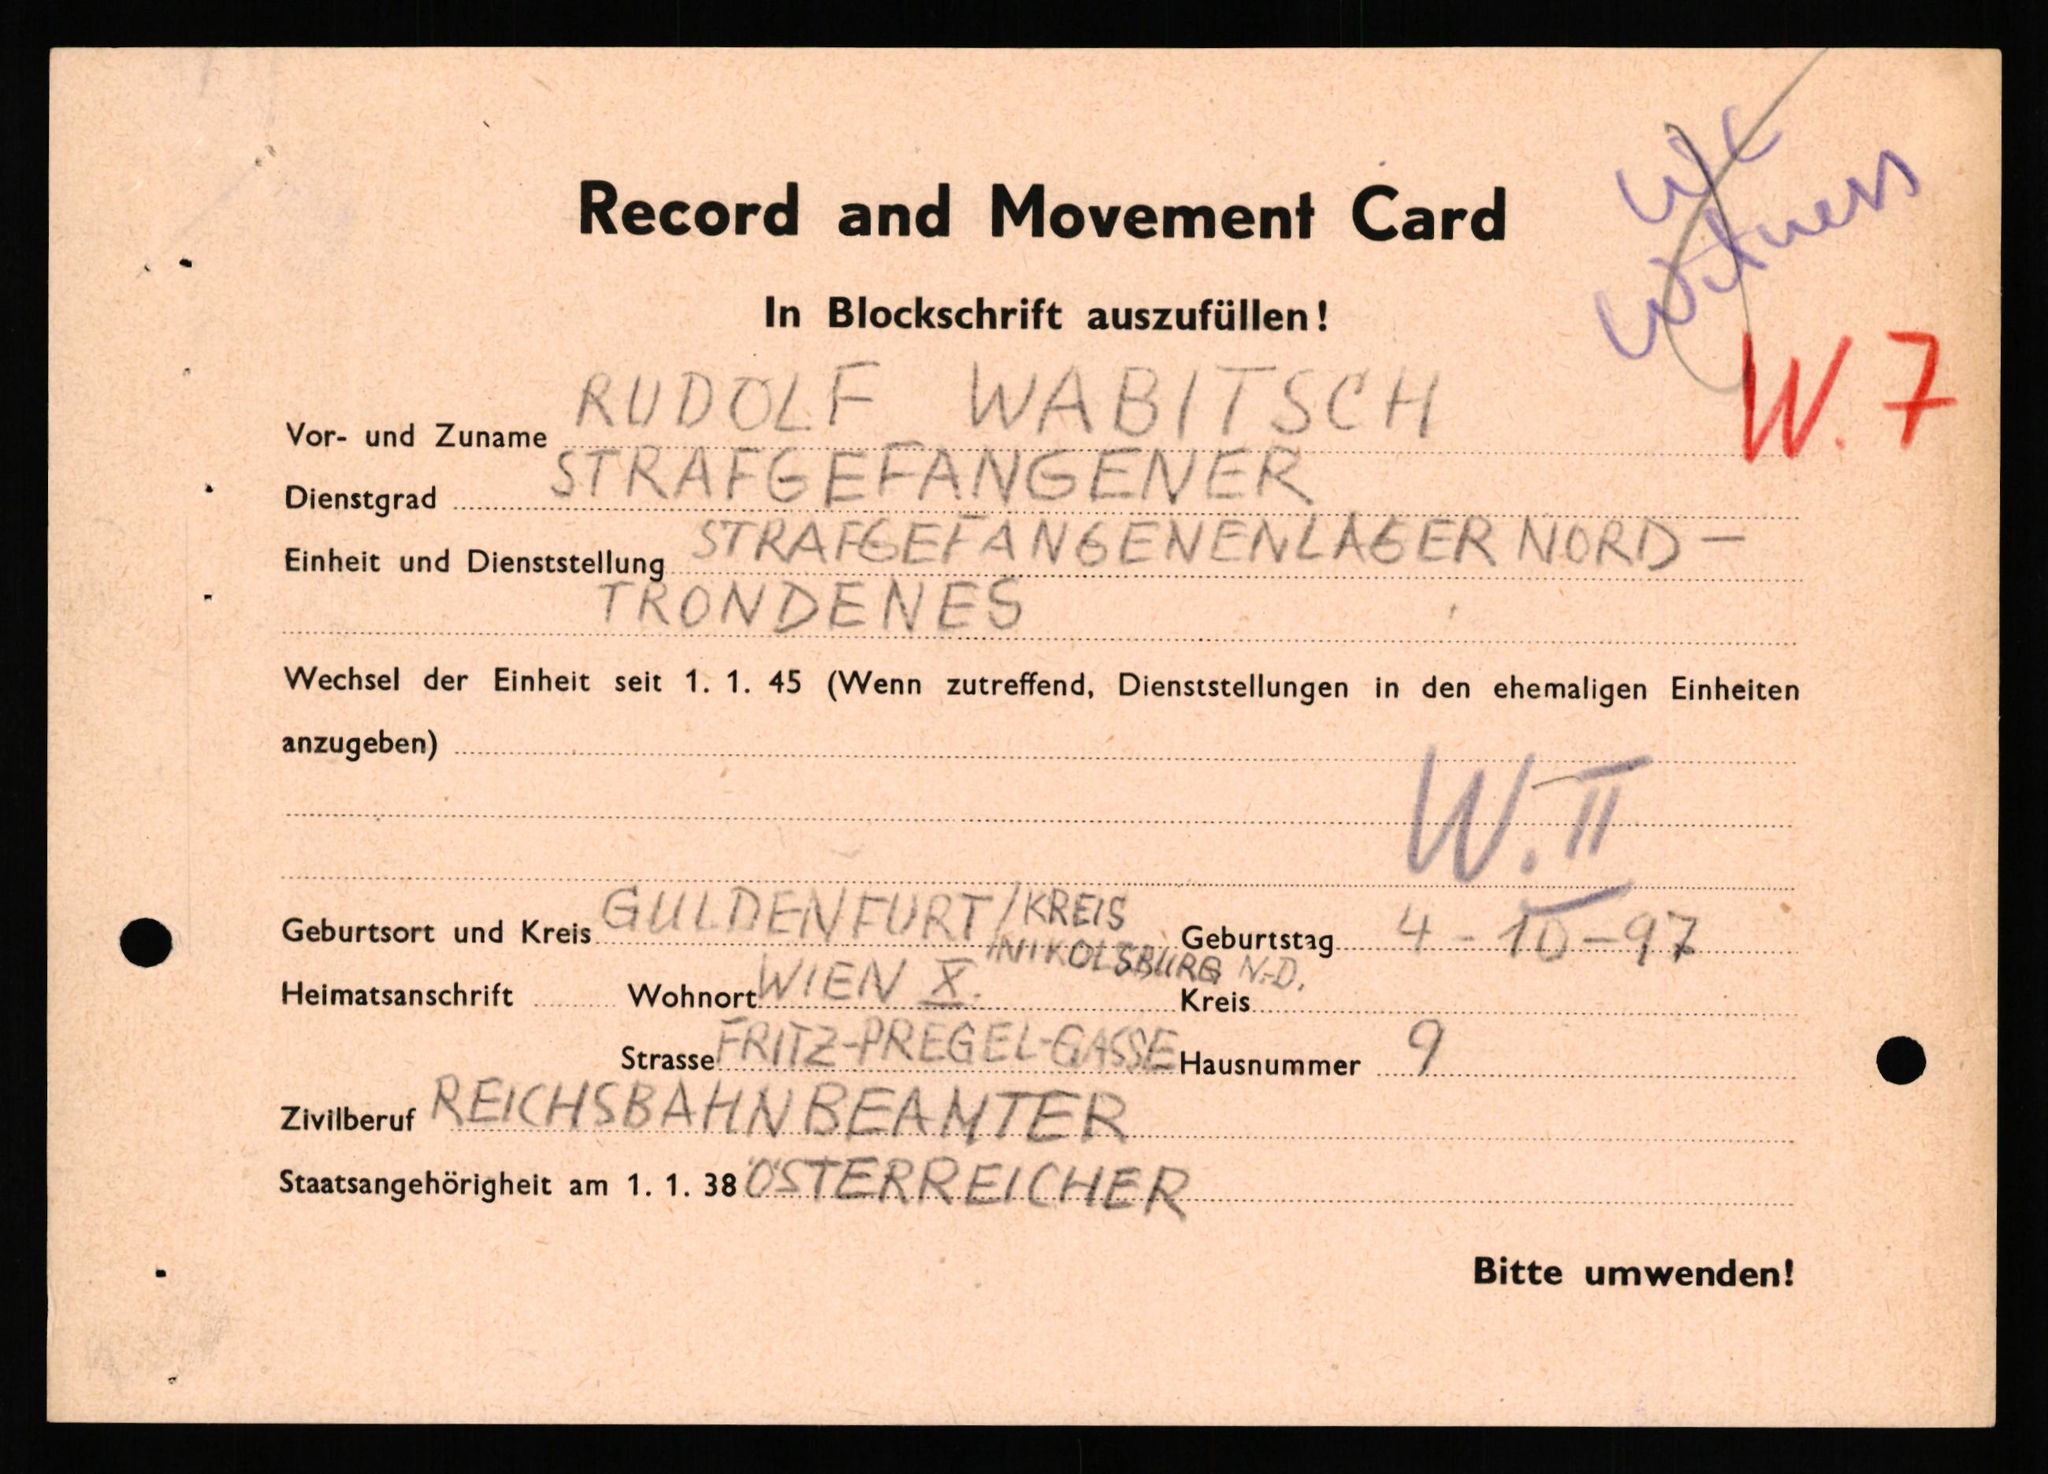 WC
Witness
Record and Movement Card
In Blockschrift auszufüllen!
W. 7
Vor- und Zuname RUDOLF WABITSCH
Dienstgrad STRAFGEFANGENER
Einheit und Dienststellung STRAFGEFANGENENLAGER NORD –
TRONDENES
Wechsel der Einheit seit 1. 1. 45 (Wenn zutreffend, Dienststellungen in den ehemaligen Einheiten
anzugeben)
W. II
Geburtsort und Kreis GULDENFURT / KREIS NIKOLSBURG N.-D. Geburtstag 4 - 10 - 97
Heimatsanschrift Wohnort WIEN X. Kreis
Strasse FRITZ-PREGEL-GASSE Hausnummer 9
Zivilberuf REICHSBAHNBEAMTER
Staatsangehörigheit am 1. 1. 38 ÖSTERREICHER
Bitte umwenden!